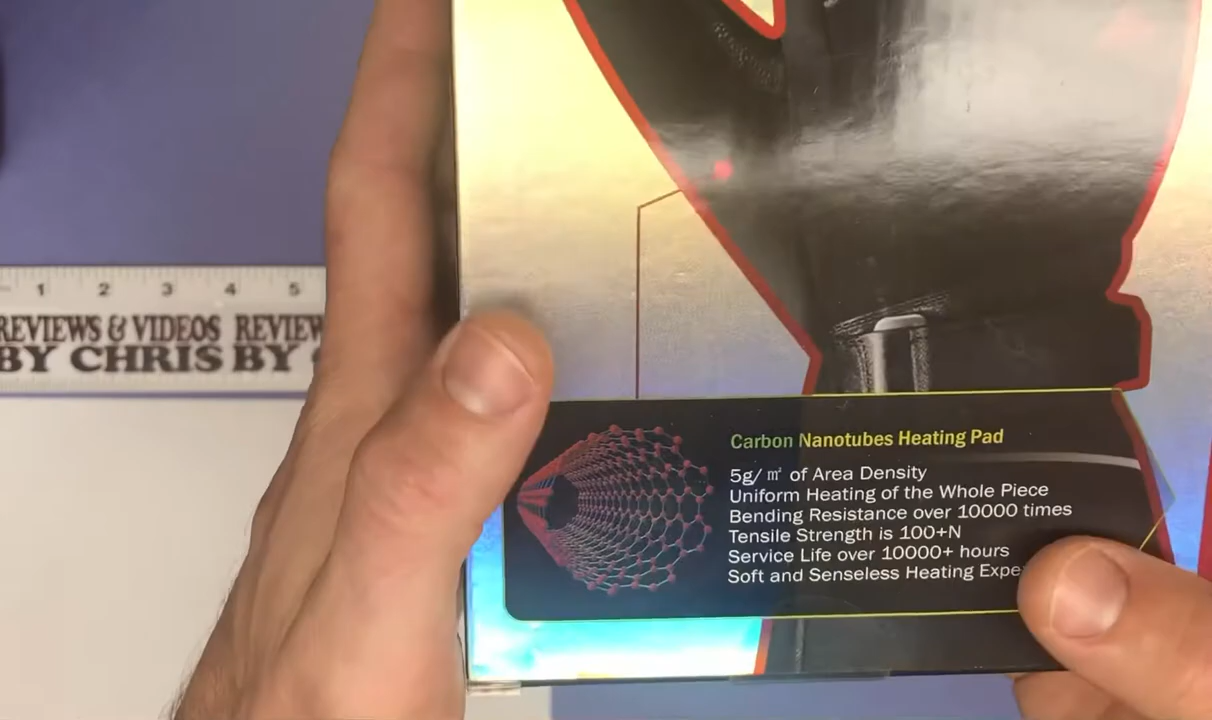 1 2 3 4 5
REVIEWS & VIDEOS REVIEW
BY CHRIS BY
Carbon Nanotubes Heating Pad
5g/㎡ of Area Density
Uniform Heating of the Whole Piece
Bending Resistance over 10000 times
Tensile Strength is 100+N
Service Life over 10000+ hours
Soft and Senseless Heating